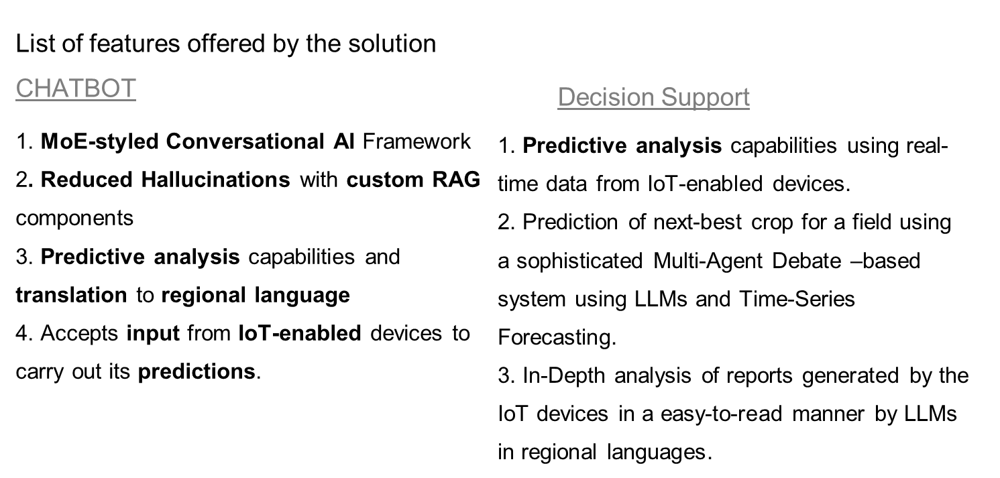 List of features offered by the solution
CHATBOT
1. MoE-styled Conversational AI Framework
2. Reduced Hallucinations with custom RAG
components
3. Predictive analysis capabilities and
translation to regional language
4. Accepts input from IoT-enabled devices to
carry out its predictions.
Decision Support
1. Predictive analysis capabilities using real-
time data from IoT-enabled devices.
2. Prediction of next-best crop for a field using
a sophisticated Multi-Agent Debate –based
system using LLMs and Time-Series
Forecasting.
3. In-Depth analysis of reports generated by the
IoT devices in a easy-to-read manner by LLMs
in regional languages.